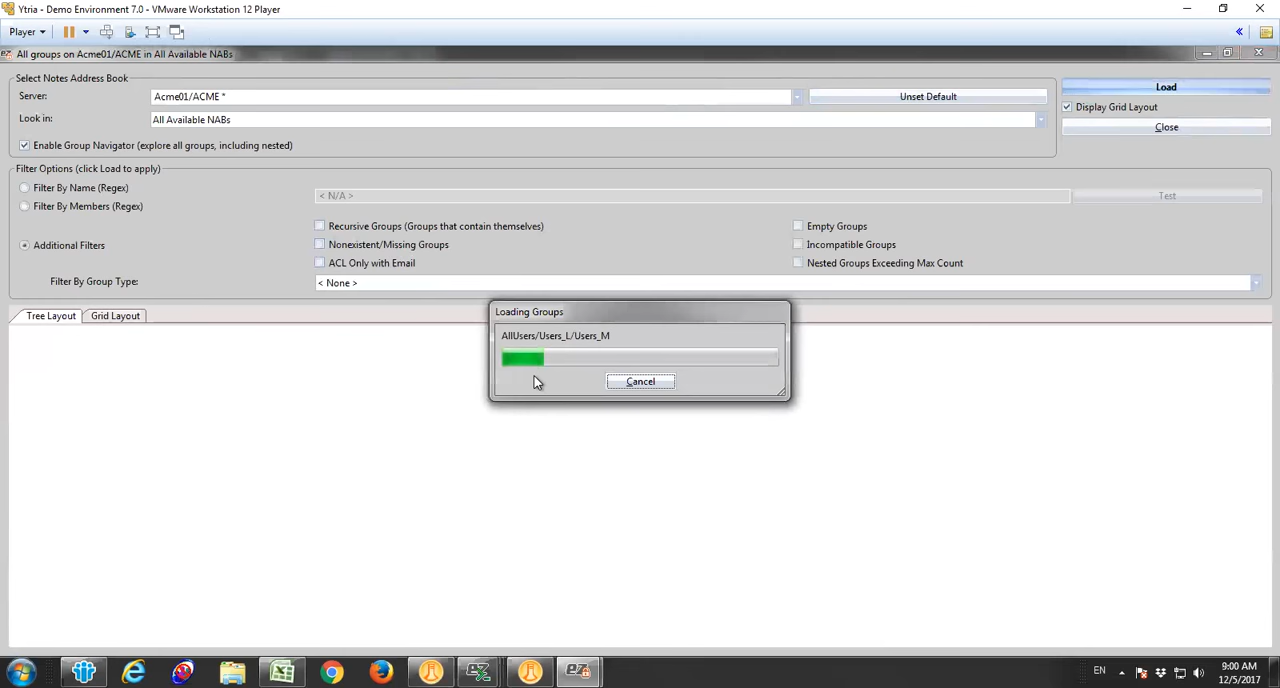 Ytria - Demo Environment 7.0 - VMware Workstation 12 Player
Player
All groups on Acme01/ACME in All Available NABs
Select Notes Address Book
Server: Acme01/ACME * Unset Default Load
Display Grid Layout
Look in: All Available NABs Close
Enable Group Navigator (explore all groups, including nested)
Filter Options (click Load to apply)
Filter By Name (Regex) < N/A > Test
Filter By Members (Regex)
Recursive Groups (Groups that contain themselves) Empty Groups
Additional Filters Nonexistent/Missing Groups Incompatible Groups
ACL Only with Email Nested Groups Exceeding Max Count
Filter By Group Type: < None >
Tree Layout Grid Layout
Loading Groups
AllUsers/Users_L/Users_M
Cancel
EN 9:00 AM
12/5/2017